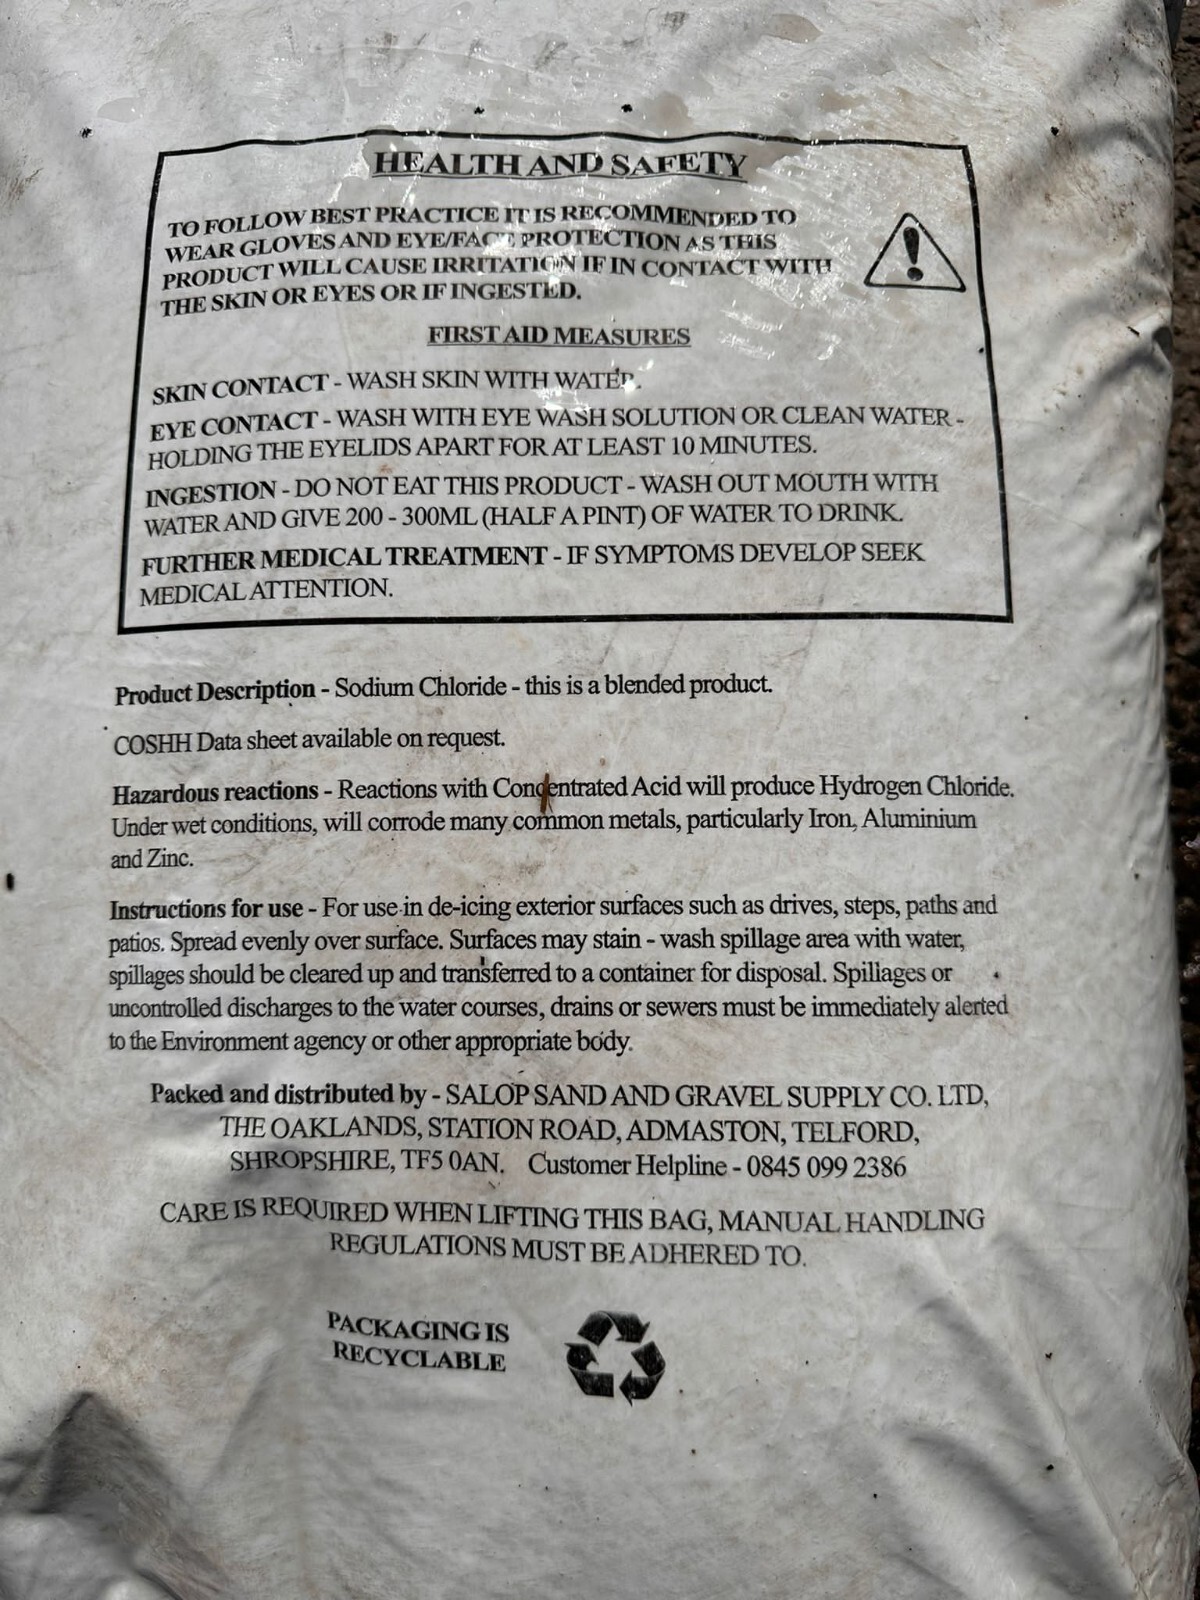 HEALTH AND SAFETY
TO FOLLOW BEST PRACTICE IT IS RECOMMENDED TO
WEAR GLOVES AND EYE/FACE PROTECTION AS THIS
PRODUCT WILL CAUSE IRRITATION IF IN CONTACT WITH
THE SKIN OR EYES OR IF INGESTED.
FIRST AID MEASURES
SKIN CONTACT - WASH SKIN WITH WATER.
EYE CONTACT - WASH WITH EYE WASH SOLUTION OR CLEAN WATER -
HOLDING THE EYELIDS APART FOR AT LEAST 10 MINUTES.
INGESTION - DO NOT EAT THIS PRODUCT - WASH OUT MOUTH WITH
WATER AND GIVE 200 - 300ML (HALF A PINT) OF WATER TO DRINK.
FURTHER MEDICAL TREATMENT - IF SYMPTOMS DEVELOP SEEK
MEDICAL ATTENTION.
Product Description - Sodium Chloride - this is a blended product.
COSHH Data sheet available on request.
Hazardous reactions - Reactions with Concentrated Acid will produce Hydrogen Chloride.
Under wet conditions, will corrode many common metals, particularly Iron, Aluminium
and Zinc.
Instructions for use - For use in de-icing exterior surfaces such as drives, steps, paths and
patios. Spread evenly over surface. Surfaces may stain - wash spillage area with water,
spillages should be cleared up and transferred to a container for disposal. Spillages or
uncontrolled discharges to the water courses, drains or sewers must be immediately alerted
to the Environment agency or other appropriate body.
Packed and distributed by - SALOP SAND AND GRAVEL SUPPLY CO. LTD,
THE OAKLANDS, STATION ROAD, ADMASTON, TELFORD,
SHROPSHIRE, TF5 0AN. Customer Helpline - 0845 099 2386
CARE IS REQUIRED WHEN LIFTING THIS BAG, MANUAL HANDLING
REGULATIONS MUST BE ADHERED TO.
PACKAGING IS
RECYCLABLE